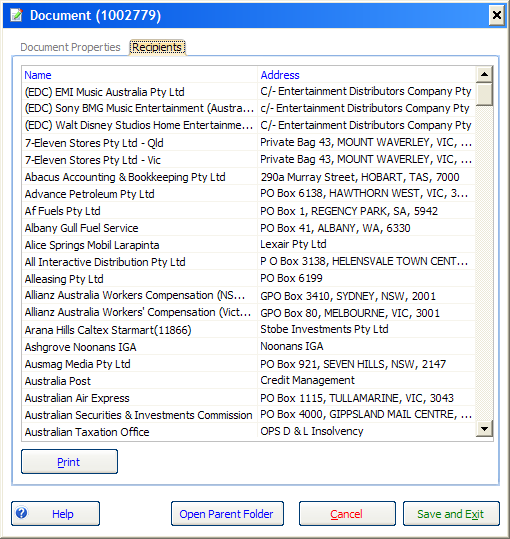 Document (1002779)
Document Properties Recipients
Name Address
(EDC) EMI Music Australia Pty Ltd C/- Entertainment Distributors Company Pty
(EDC) Sony BMG Music Entertainment (Austra... c/- Entertainment Distributors Company Pty
(EDC) Walt Disney Studios Home Entertainme... C/- Entertainment Distributors Company Pty
7-Eleven Stores Pty Ltd - Qld Private Bag 43, MOUNT WAVERLEY, VIC, ...
7-Eleven Stores Pty Ltd - Vic Private Bag 43, MOUNT WAVERLEY, VIC, ...
Abacus Accounting & Bookkeeping Pty Ltd 290a Murray Street, HOBART, TAS, 7000
Advance Petroleum Pty Ltd PO Box 6138, HAWTHORN WEST, VIC, 3...
Af Fuels Pty Ltd PO Box 1, REGENCY PARK, SA, 5942
Albany Gull Fuel Service PO Box 41, ALBANY, WA, 6330
Alice Springs Mobil Larapinta Lexair Pty Ltd
All Interactive Distribution Pty Ltd P O Box 3138, HELENSVALE TOWN CENT...
Alleasing Pty Ltd PO Box 6199
Allianz Australia Workers Compensation (NS... GPO Box 3410, SYDNEY, NSW, 2001
Allianz Australia Workers' Compensation (Vict... GPO Box 80, MELBOURNE, VIC, 3001
Arana Hills Caltex Starmart(11866) Stobe Investments Pty Ltd
Ashgrove Noonans IGA Noonans IGA
Ausmag Media Pty Ltd PO Box 921, SEVEN HILLS, NSW, 2147
Australia Post Credit Management
Australian Air Express PO Box 1115, TULLAMARINE, VIC, 3043
Australian Securities & Investments Commission PO Box 4000, GIPPSLAND MAIL CENTRE, ...
Australian Taxation Office OPS D & L Insolvency
Print
Help Open Parent Folder Cancel Save and Exit